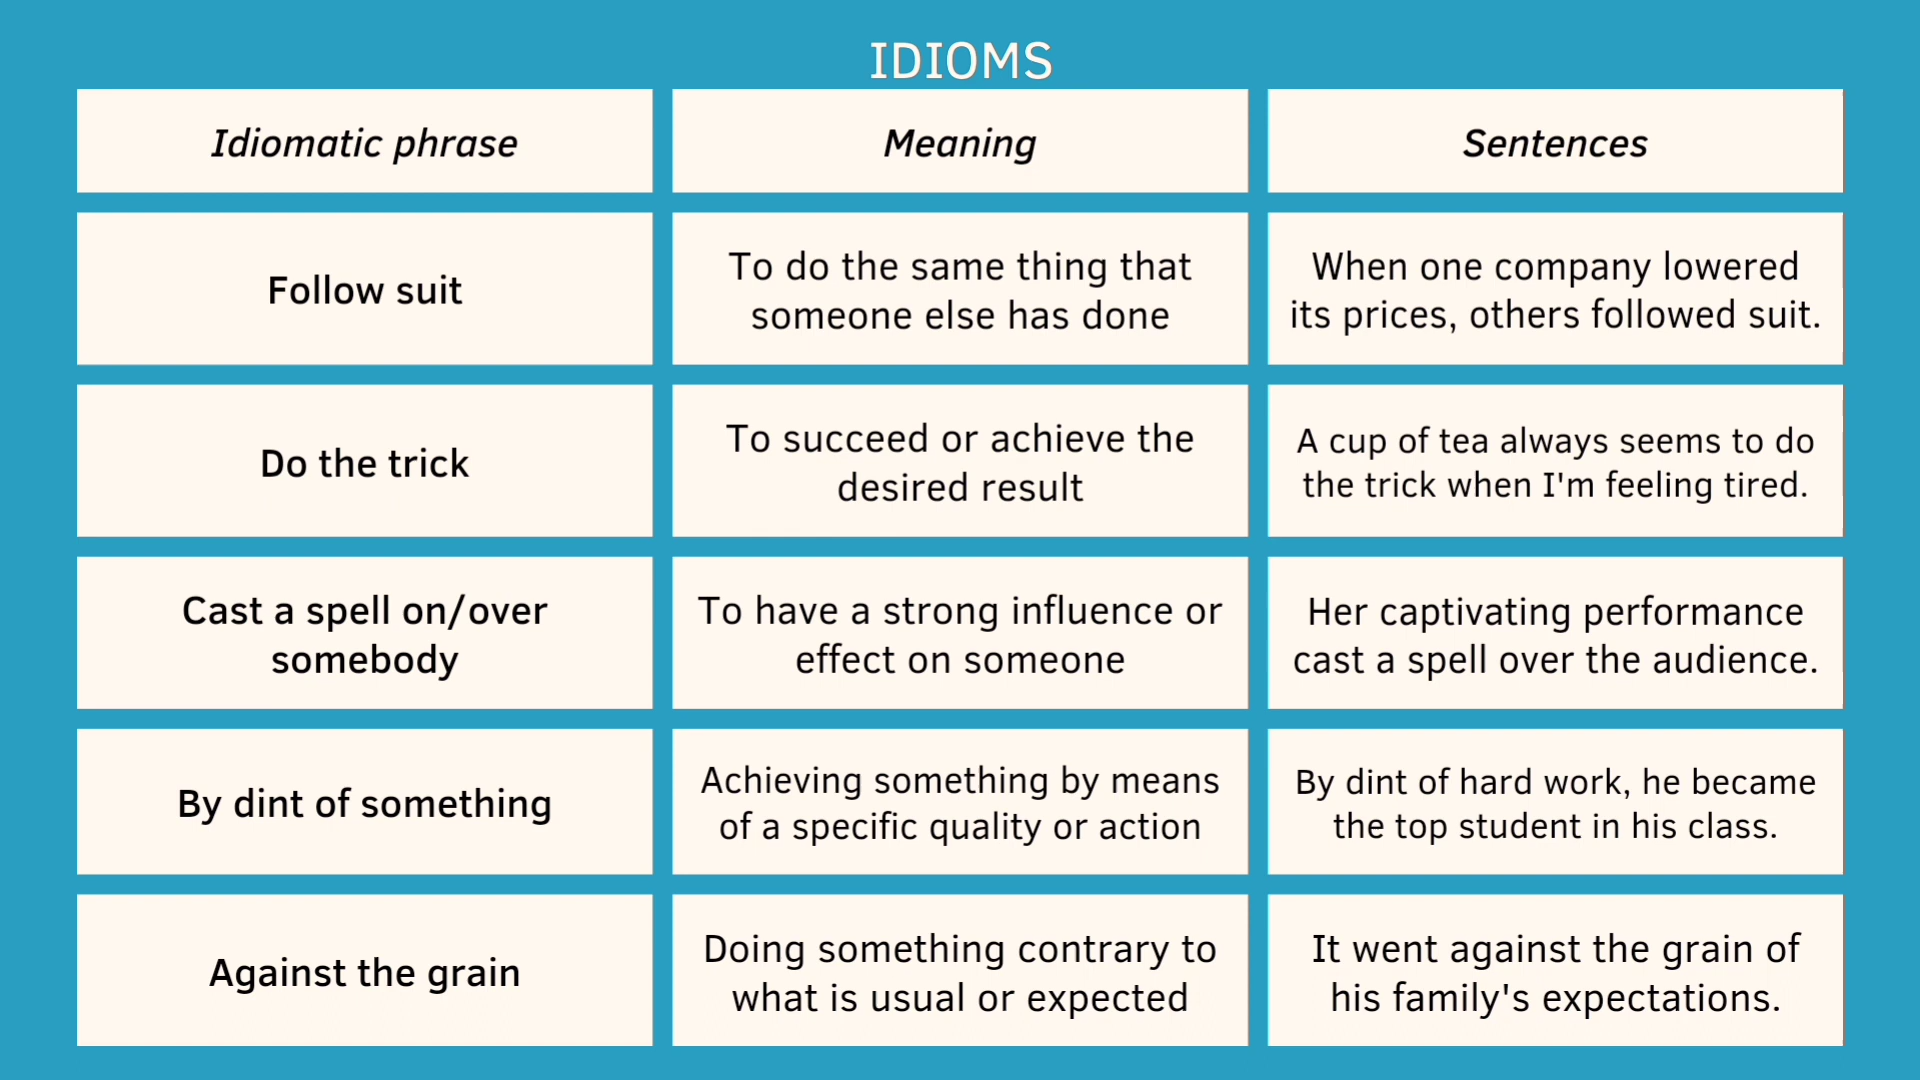 IDIOMS
Idiomatic phrase
Meaning
Sentences
Follow suit
To do the same thing that
someone else has done
When one company lowered
its prices, others followed suit.
Do the trick
To succeed or achieve the
desired result
A cup of tea always seems to do
the trick when I'm feeling tired.
Cast a spell on/over
somebody
To have a strong influence or
effect on someone
Her captivating performance
cast a spell over the audience.
By dint of something
Achieving something by means
of a specific quality or action
By dint of hard work, he became
the top student in his class.
Against the grain
Doing something contrary to
what is usual or expected
It went against the grain of
his family's expectations.